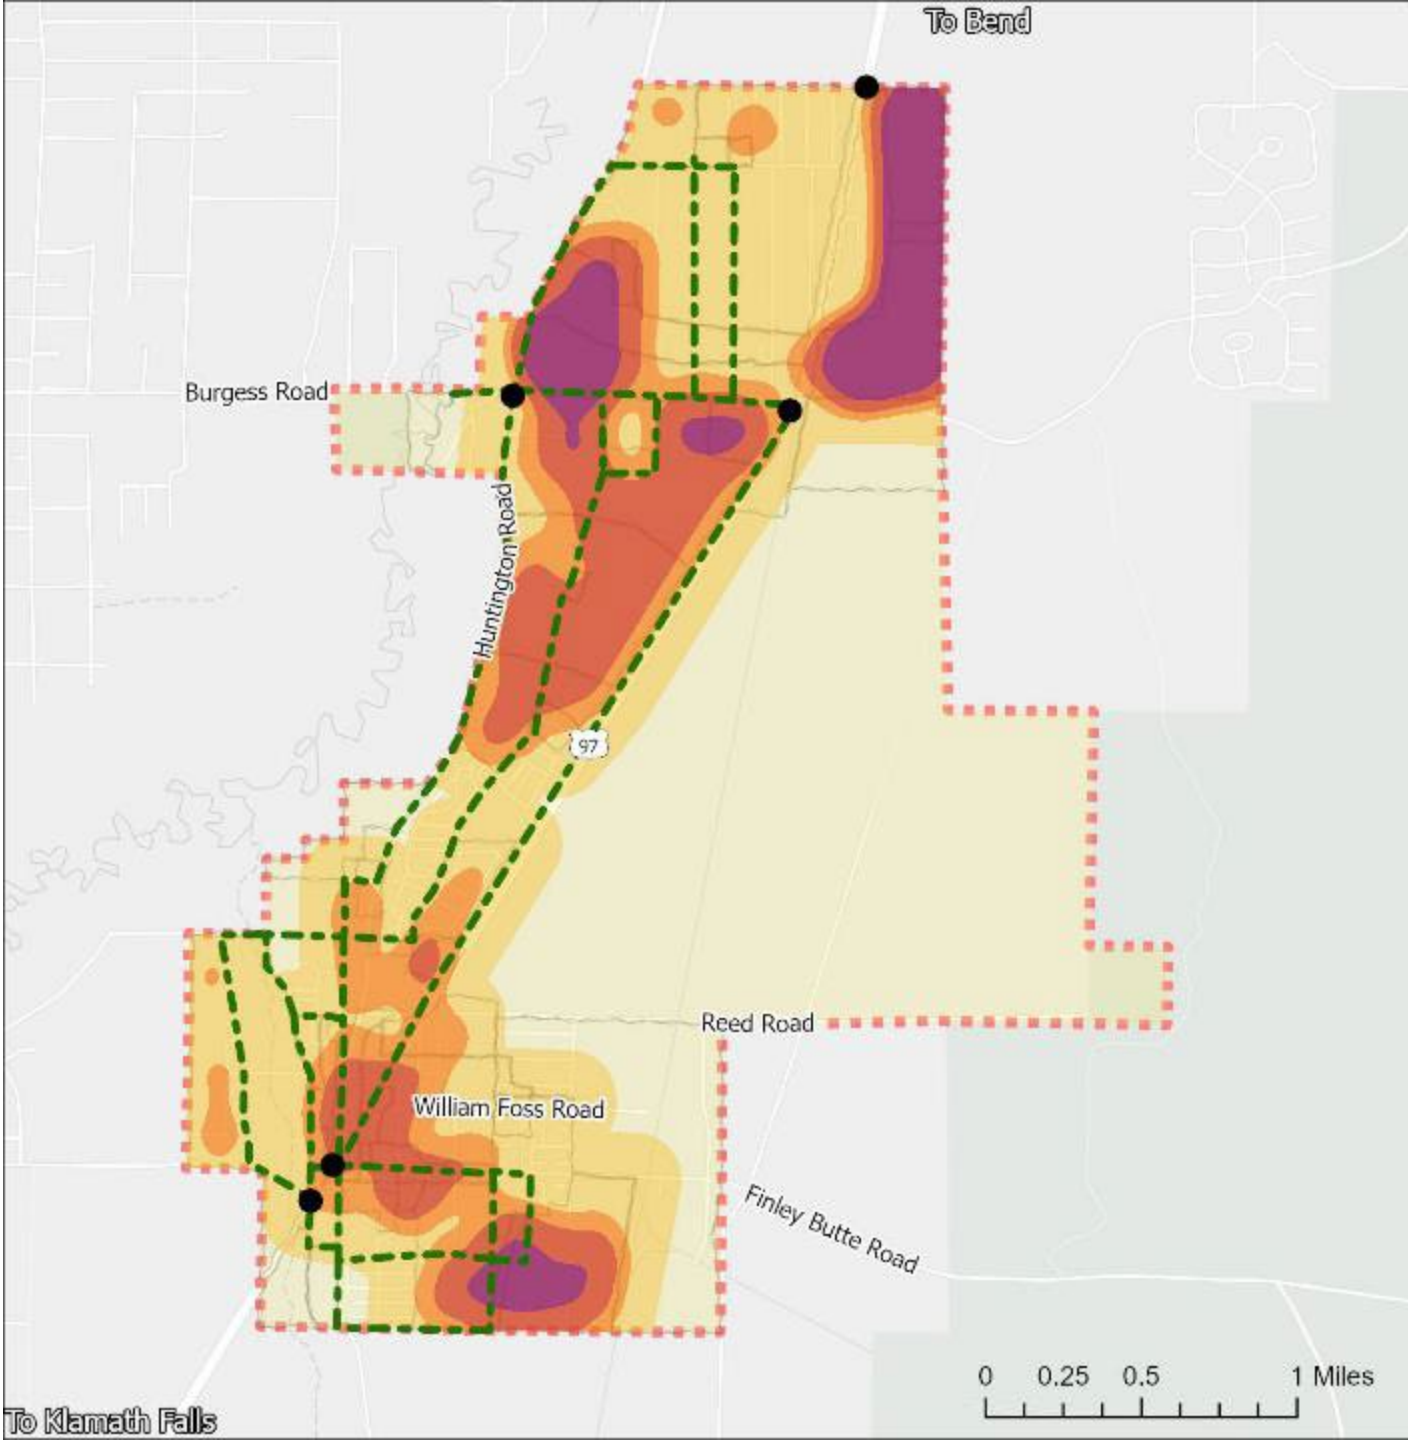 To Bend
Burgess Road
Huntington Road
97
Reed Road
William Foss Road
Finley Butte Road
0 0.25 0.5 1 Miles
To Klamath Falls